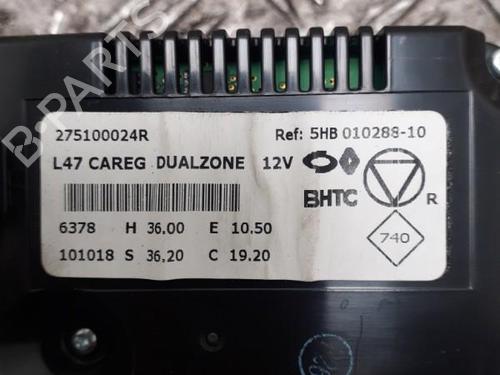 275100024R Ref: 5HB 010288-10
L47 CAREG DUALZONE 12V
BHTC R
6378 H 36,00 E 10.50
740
101018 S 36,20 C 19.20
B-PARTS